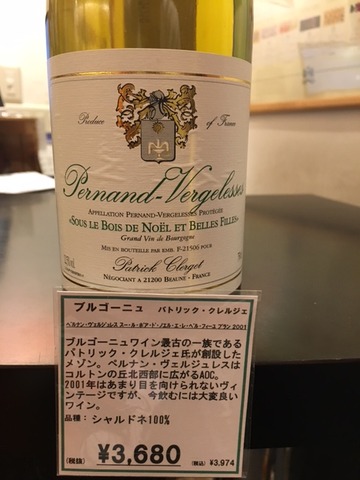 Produce of France
Pernand-Vergelesses
APPELLATION PERNAND-VERGELESSES PROTÉGÉE
«SOUS LE BOIS DE NOËL ET BELLES FILLES»
Grand Vin de Bourgogne
MIS EN BOUTEILLE PAR EMB. F-21506 POUR
Patrick Clerget
NÉGOCIANT A 21200 BEAUNE - FRANCE
ブルゴーニュ パトリック・クレルジェ
ペルナン・ヴェルジュレス スー・ル・ボアード・ノエル・エ・レ・ベル・フィーユ ブラン 2001
ブルゴーニュワイン最古の一族である
パトリック・クレルジェ氏が創設した
メゾン。ペルナン・ヴェルジュレスは
コルトンの丘北西部に広がるAOC。
2001年はあまり目を向けられないヴィ
ンテージですが、今飲むには大変良い
ワイン。
品種：シャルドネ100%
(税抜) ¥3,680 (税込) ¥3,974